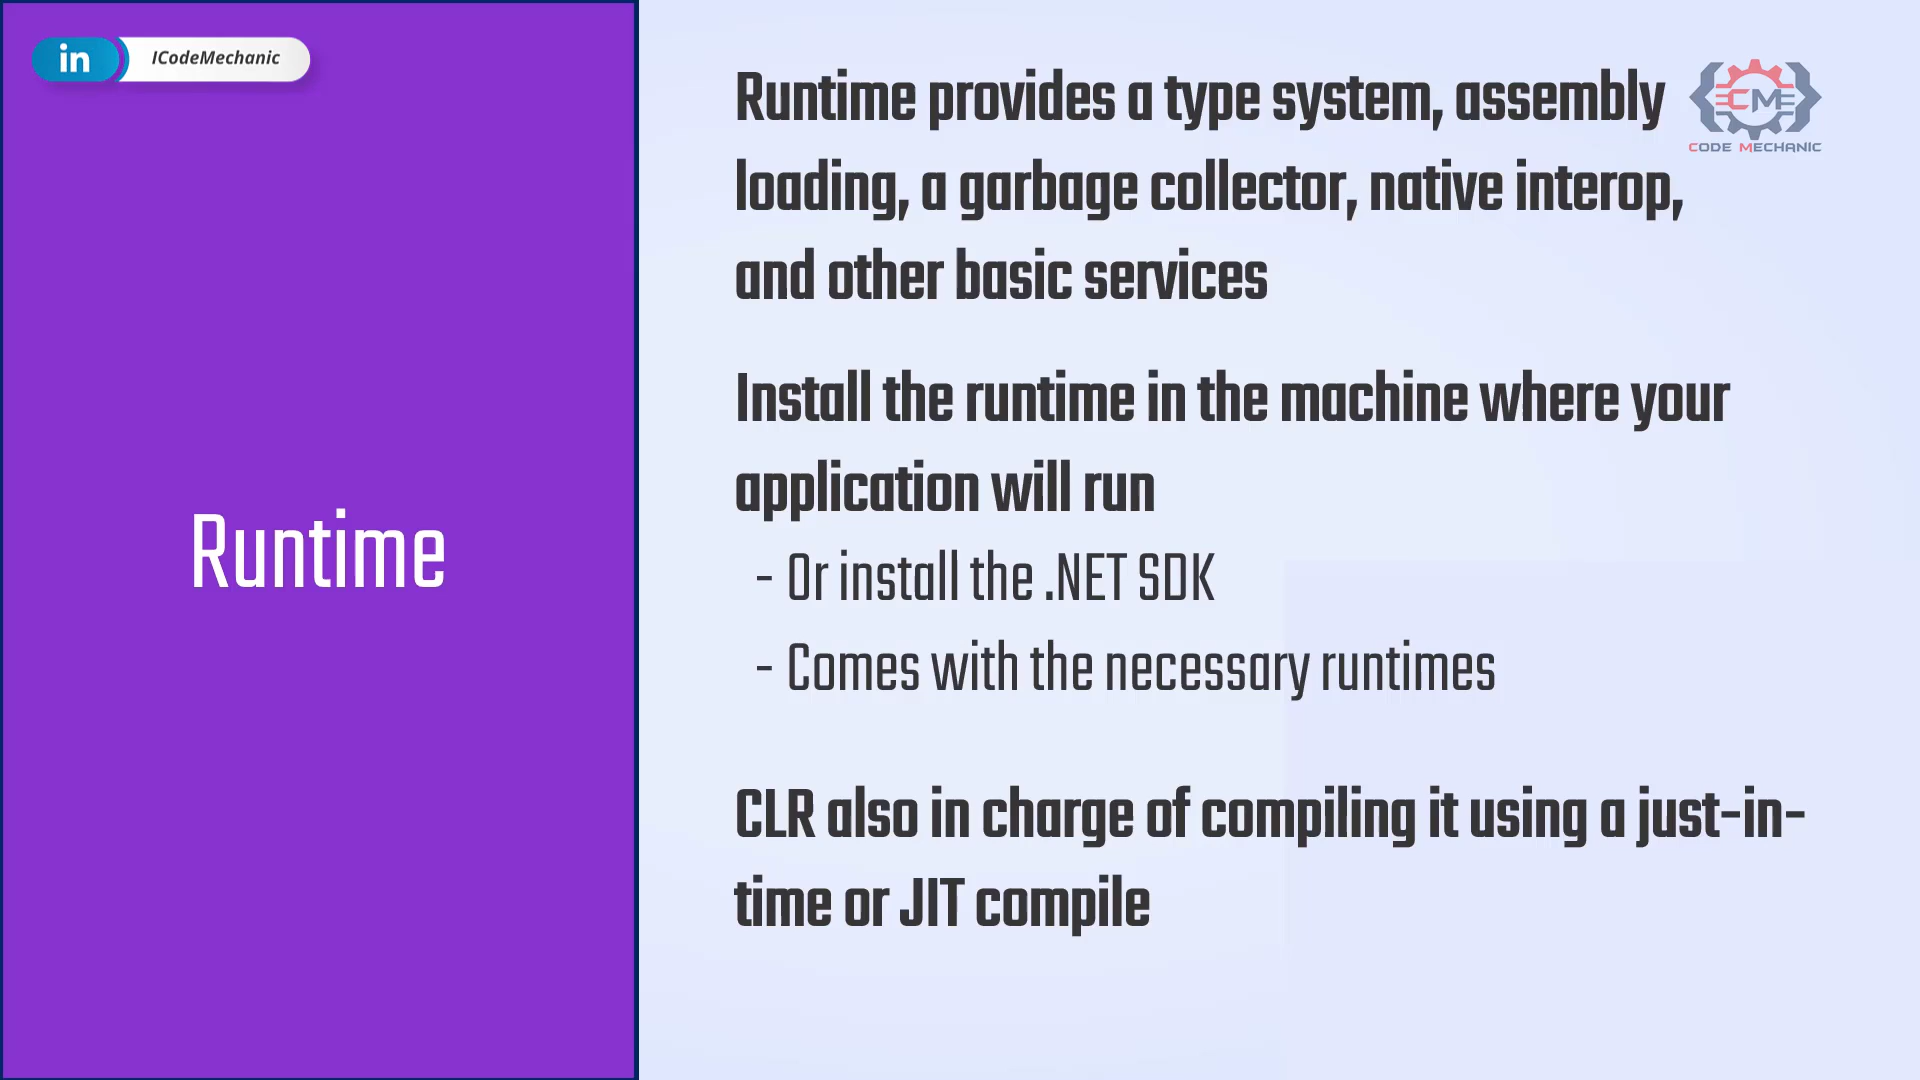 in ICodeMechanic
Runtime
Runtime provides a type system, assembly
loading, a garbage collector, native interop,
and other basic services
CME
CODE MECHANIC
Install the runtime in the machine where your
application will run
- Or install the .NET SDK
- Comes with the necessary runtimes
CLR also in charge of compiling it using a just-in-
time or JIT compile